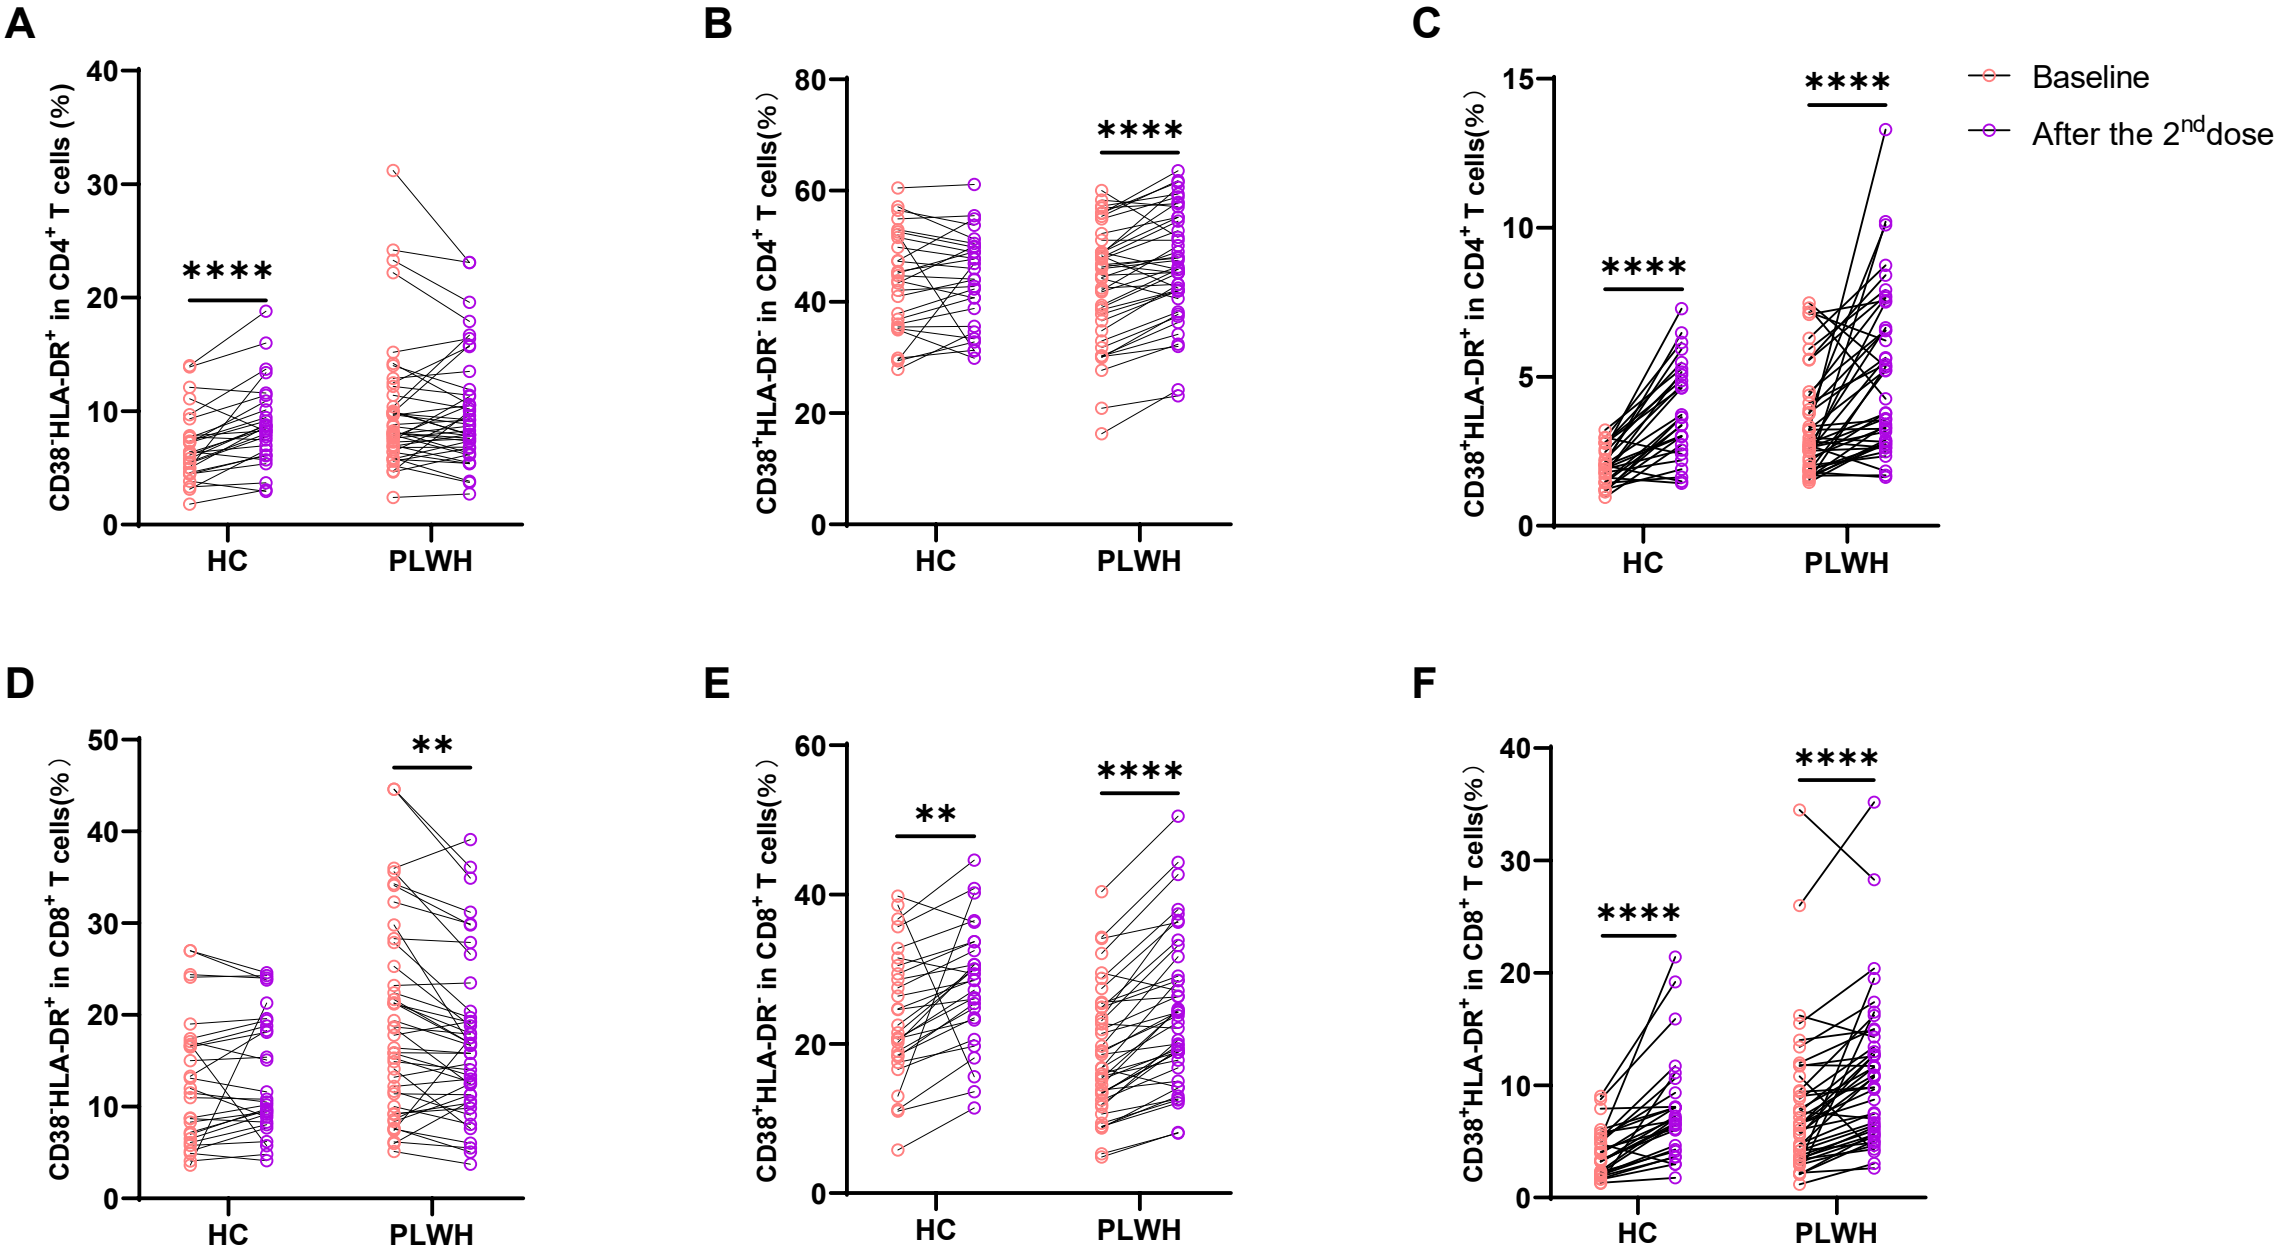 A
CD38⁻HLA-DR⁺ in CD4⁺ T cells (%)
40
30
20
10
0
****
HC
PLWH
B
CD38⁺HLA-DR⁻ in CD4⁺ T cells(%)
80
60
40
20
0
****
HC
PLWH
C
CD38⁺HLA-DR⁺ in CD4⁺ T cells(%)
15
10
5
0
****
****
HC
PLWH
Baseline
After the 2ⁿᵈdose
D
CD38⁻HLA-DR⁺ in CD8⁺ T cells(%)
50
40
30
20
10
0
**
HC
PLWH
E
CD38⁺HLA-DR⁻ in CD8⁺ T cells(%)
60
40
20
0
**
****
HC
PLWH
F
CD38⁺HLA-DR⁺ in CD8⁺ T cells(%)
40
30
20
10
0
****
****
HC
PLWH